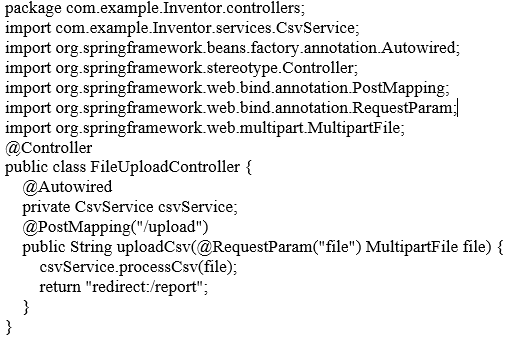 package com.example.Inventor.controllers;
import com.example.Inventor.services.CsvService;
import org.springframework.beans.factory.annotation.Autowired;
import org.springframework.stereotype.Controller;
import org.springframework.web.bind.annotation.PostMapping;
import org.springframework.web.bind.annotation.RequestParam;
import org.springframework.web.multipart.MultipartFile;
@Controller
public class FileUploadController {
    @Autowired
    private CsvService csvService;
    @PostMapping("/upload")
    public String uploadCsv(@RequestParam("file") MultipartFile file) {
        csvService.processCsv(file);
        return "redirect:/report";
    }
}